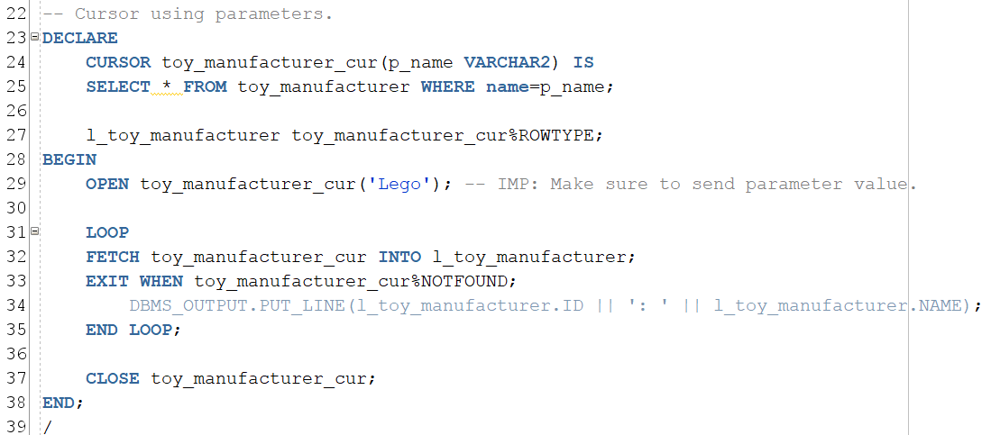 22 -- Cursor using parameters.
23 DECLARE
24     CURSOR toy_manufacturer_cur(p_name VARCHAR2) IS
25     SELECT * FROM toy_manufacturer WHERE name=p_name;
26
27     l_toy_manufacturer toy_manufacturer_cur%ROWTYPE;
28 BEGIN
29     OPEN toy_manufacturer_cur('Lego'); -- IMP: Make sure to send parameter value.
30
31     LOOP
32     FETCH toy_manufacturer_cur INTO l_toy_manufacturer;
33     EXIT WHEN toy_manufacturer_cur%NOTFOUND;
34         DBMS_OUTPUT.PUT_LINE(l_toy_manufacturer.ID || ': ' || l_toy_manufacturer.NAME);
35     END LOOP;
36
37     CLOSE toy_manufacturer_cur;
38 END;
39 /